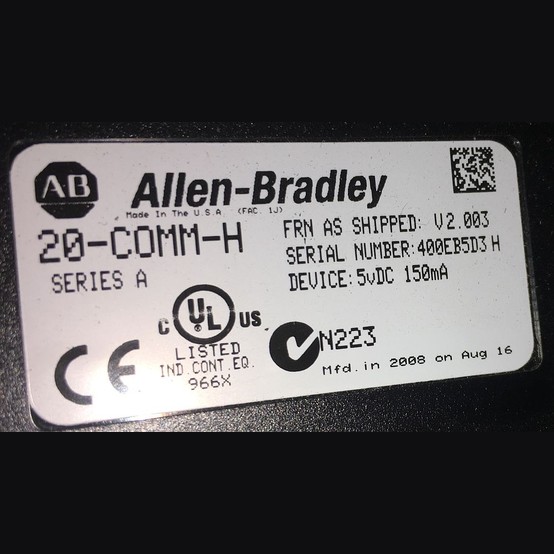 AB Allen-Bradley
Made In The U.S.A. (FAC. 1J)
20-COMM-H
SERIES A
FRN AS SHIPPED: V2.003
SERIAL NUMBER:400EB5D3 H
DEVICE:5vDC 150mA
C UL US
LISTED
IND.CONT.EQ.
966X
CE
N223
Mfd.in 2008 on Aug 16